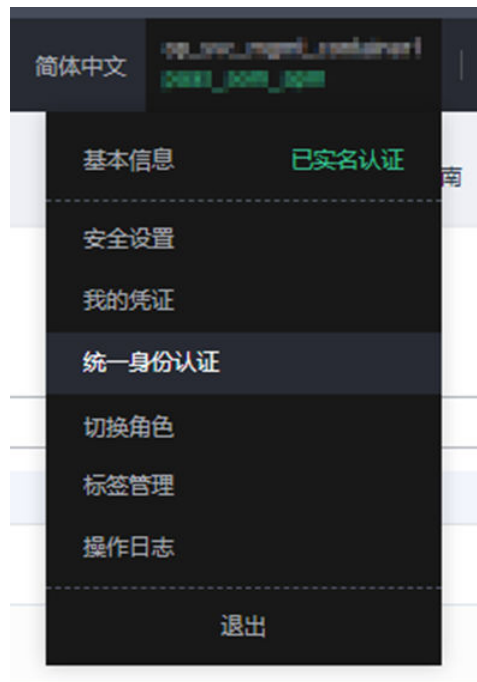 简体中文
基本信息 已实名认证
南
安全设置
我的凭证
统一身份认证
切换角色
标签管理
操作日志
退出